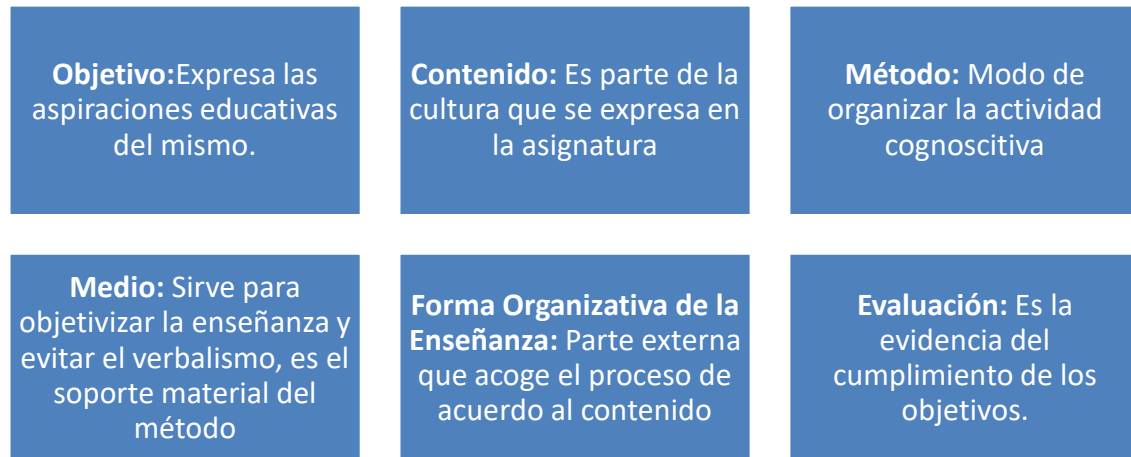 Objetivo:Expresa las
aspiraciones educativas
del mismo.
Contenido: Es parte de la
cultura que se expresa en
la asignatura
Método: Modo de
organizar la actividad
cognoscitiva
Medio: Sirve para
objetivizar la enseñanza y
evitar el verbalismo, es el
soporte material del
método
Forma Organizativa de la
Enseñanza: Parte externa
que acoge el proceso de
acuerdo al contenido
Evaluación: Es la
evidencia del
cumplimiento de los
objetivos.